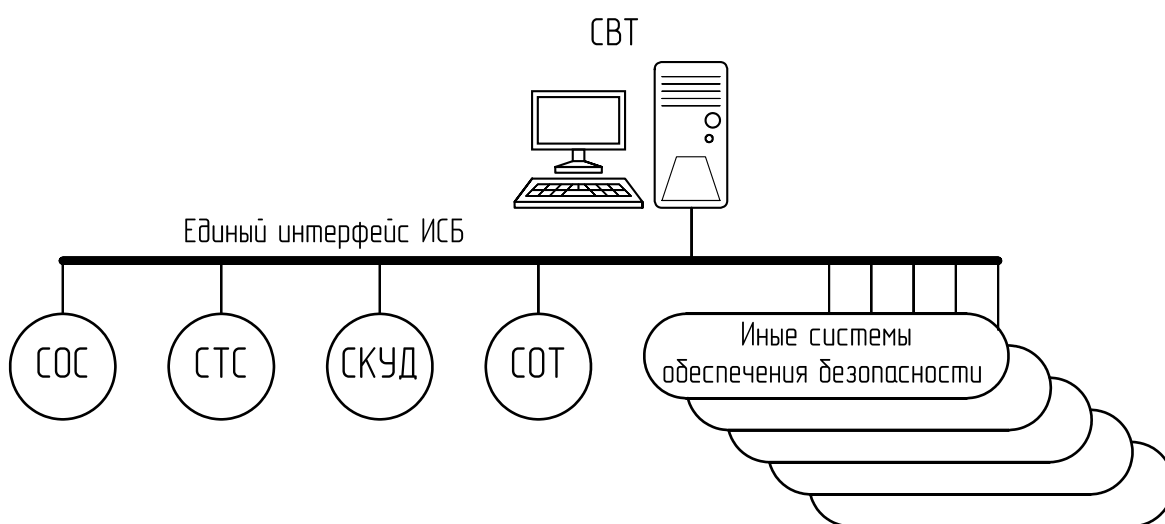 СВТ
Единый интерфейс ИСБ
СОС
СТС
СКУД
СОТ
Иные системы
обеспечения безопасности